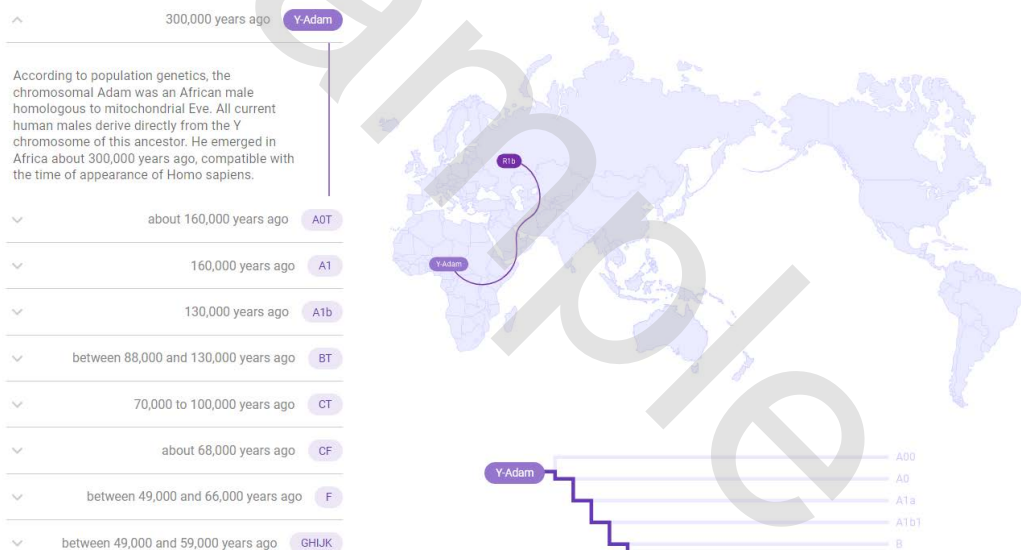 300,000 years ago Y-Adam
According to population genetics, the
chromosomal Adam was an African male
homologous to mitochondrial Eve. All current
human males derive directly from the Y
chromosome of this ancestor. He emerged in
Africa about 300,000 years ago, compatible with
the time of appearance of Homo sapiens.
about 160,000 years ago A0T
160,000 years ago A1
130,000 years ago A1b
between 88,000 and 130,000 years ago BT
70,000 to 100,000 years ago CT
about 68,000 years ago CF
between 49,000 and 66,000 years ago F
between 49,000 and 59,000 years ago GHIJK
R1b
Y-Adam
Y-Adam
A00
A0
A1a
A1b1
B